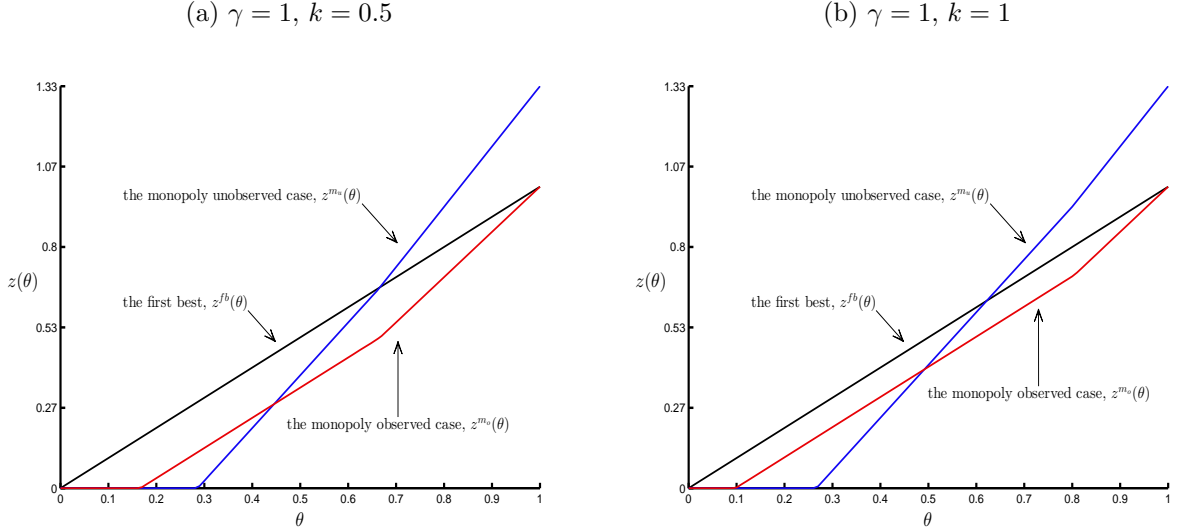 (a) γ = 1, k = 0.5
1.33
1.07
0.8
0.53
0.27
0
z(θ)
the monopoly unobserved case, z^{m_u}(θ)
the first best, z^{fb}(θ)
the monopoly observed case, z^{m_o}(θ)
0 0.1 0.2 0.3 0.4 0.5 0.6 0.7 0.8 0.9 1
θ
(b) γ = 1, k = 1
1.33
1.07
0.8
0.53
0.27
0
z(θ)
the monopoly unobserved case, z^{m_u}(θ)
the first best, z^{fb}(θ)
the monopoly observed case, z^{m_o}(θ)
0 0.1 0.2 0.3 0.4 0.5 0.6 0.7 0.8 0.9 1
θ